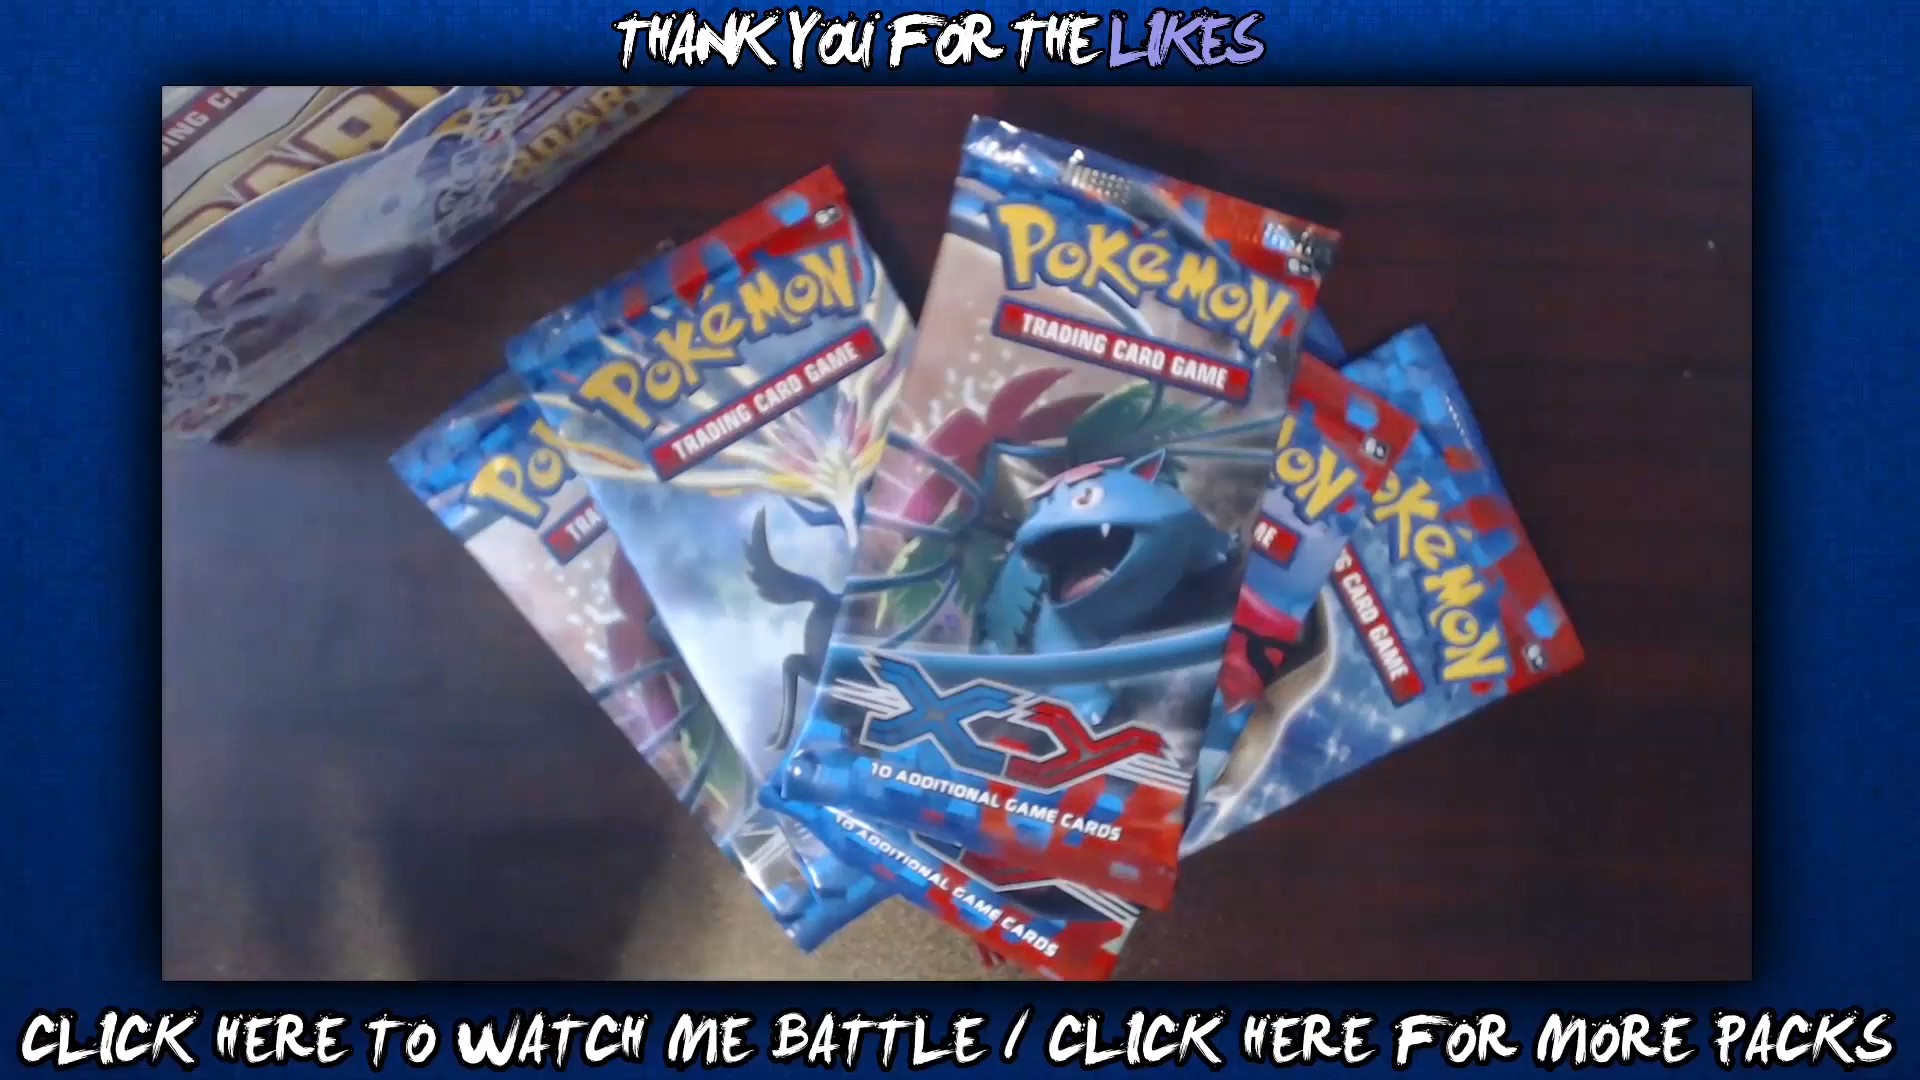 THANK YOU FOR THE LIKES
POKéMON
TRADING CARD GAME
POKéMON
TRADING CARD GAME
XY
10 ADDITIONAL GAME CARDS
10 ADDITIONAL GAME CARDS
CARD GAME
CLICK HERE TO WATCH ME BATTLE / CLICK HERE FOR MORE PACKS